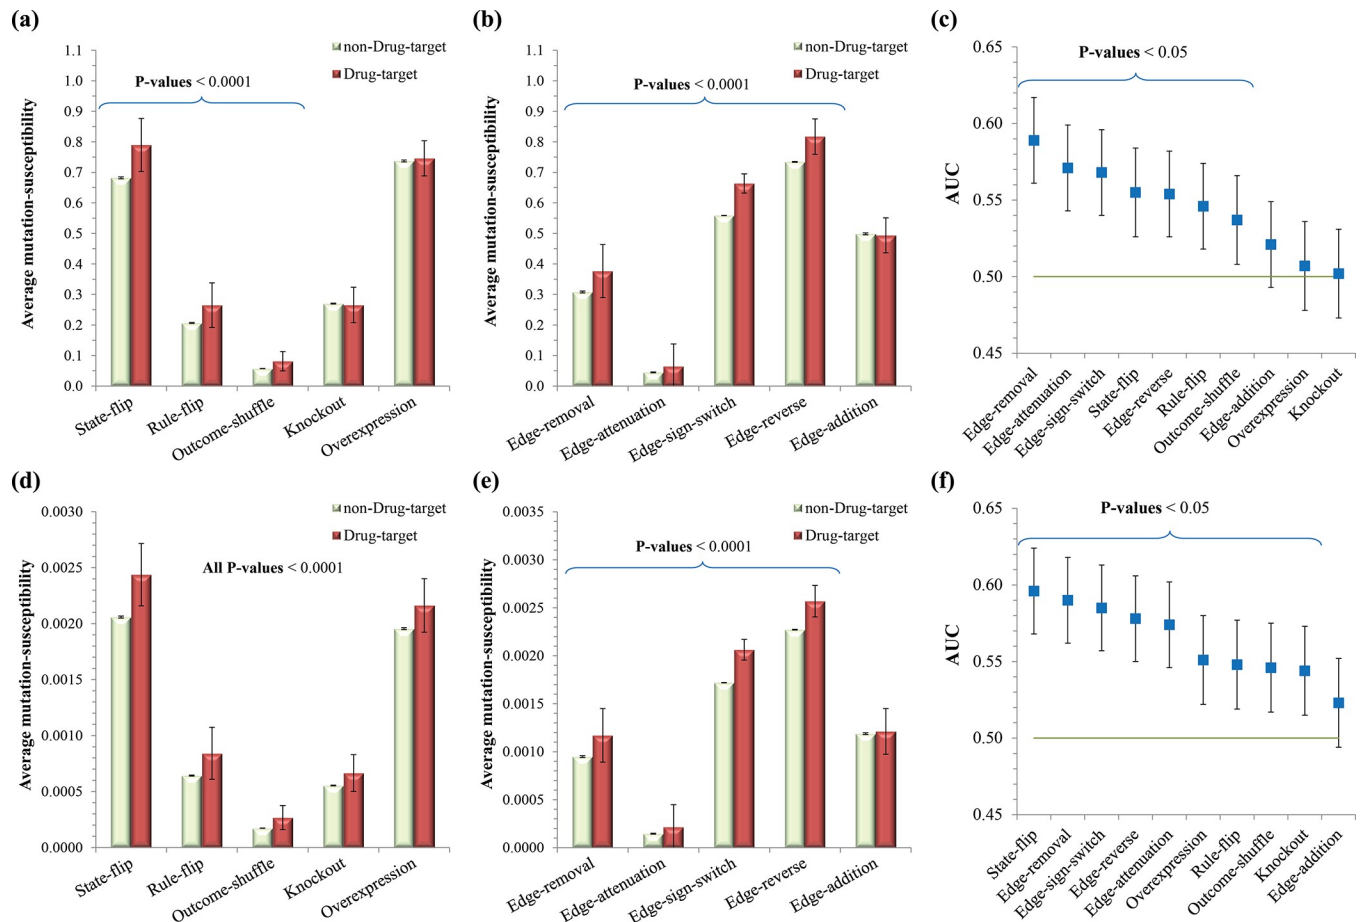 (a)
non-Drug-target
Drug-target
P-values < 0.0001
Average mutation-susceptibility
1.1
1.0
0.9
0.8
0.7
0.6
0.5
0.4
0.3
0.2
0.1
0.0
State-flip
Rule-flip
Outcome-shuffle
Knockout
Overexpression
(b)
non-Drug-target
Drug-target
P-values < 0.0001
Average mutation-susceptibility
1.1
1.0
0.9
0.8
0.7
0.6
0.5
0.4
0.3
0.2
0.1
0.0
Edge-removal
Edge-attenuation
Edge-sign-switch
Edge-reverse
Edge-addition
(c)
P-values < 0.05
AUC
0.65
0.60
0.55
0.50
0.45
Edge-removal
Edge-attenuation
Edge-sign-switch
State-flip
Edge-reverse
Rule-flip
Outcome-shuffle
Edge-addition
Overexpression
Knockout
(d)
non-Drug-target
Drug-target
All P-values < 0.0001
Average mutation-susceptibility
0.0030
0.0025
0.0020
0.0015
0.0010
0.0005
0.0000
State-flip
Rule-flip
Outcome-shuffle
Knockout
Overexpression
(e)
non-Drug-target
Drug-target
P-values < 0.0001
Average mutation-susceptibility
0.0035
0.0030
0.0025
0.0020
0.0015
0.0010
0.0005
0.0000
Edge-removal
Edge-attenuation
Edge-sign-switch
Edge-reverse
Edge-addition
(f)
P-values < 0.05
AUC
0.65
0.60
0.55
0.50
0.45
State-flip
Edge-removal
Edge-sign-switch
Edge-reverse
Edge-attenuation
Overexpression
Rule-flip
Outcome-shuffle
Knockout
Edge-addition